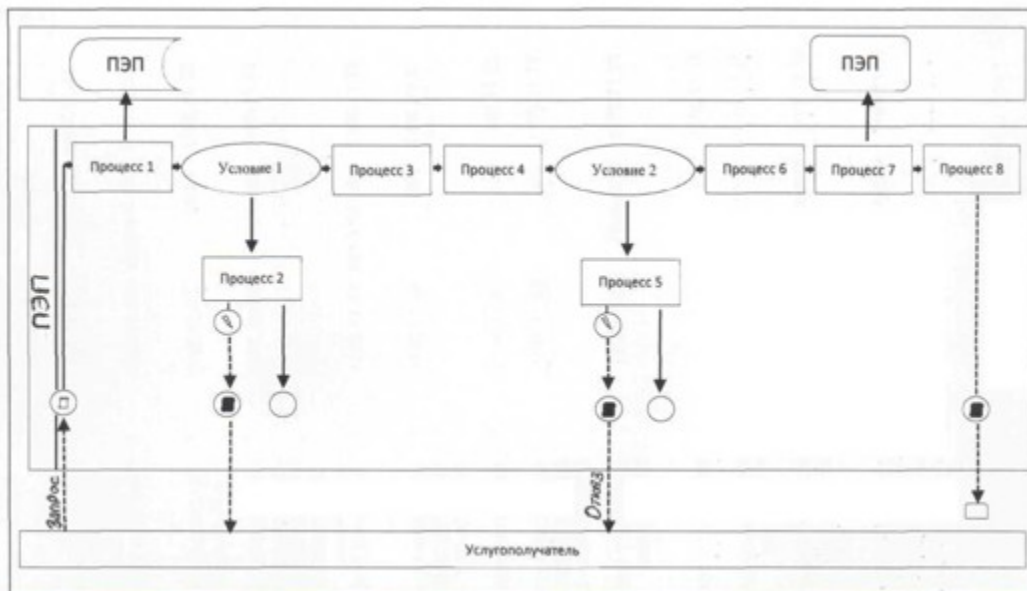 ПЭП
ПЭП
Процесс 1
Условие 1
Процесс 3
Процесс 4
Условие 2
Процесс 6
Процесс 7
Процесс 8
Процесс 2
Процесс 5
ПЭП
Запрос
Отказ
Услугополучатель